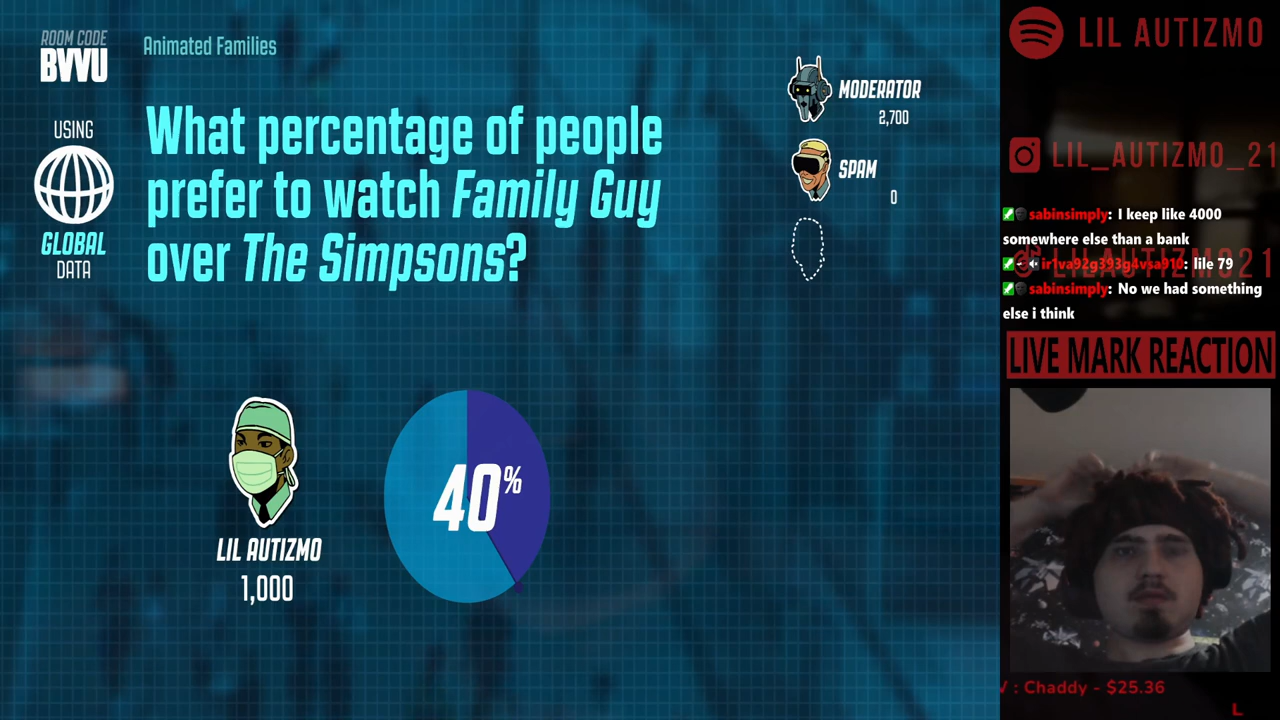 ROOM CODE
BVVU
Animated Families
USING
GLOBAL
DATA
What percentage of people
prefer to watch Family Guy
over The Simpsons?
MODERATOR
2,700
SPAM
0
LIL AUTIZMO
1,000
40%
LIL AUTIZMO
LIL_AUTIZMO_21
sabinsimply: I keep like 4000
somewhere else than a bank
ir1va92g393g4vsa910: lile 79
sabinsimply: No we had something
else i think
LIVE MARK REACTION
: Chaddy - $25.36
L